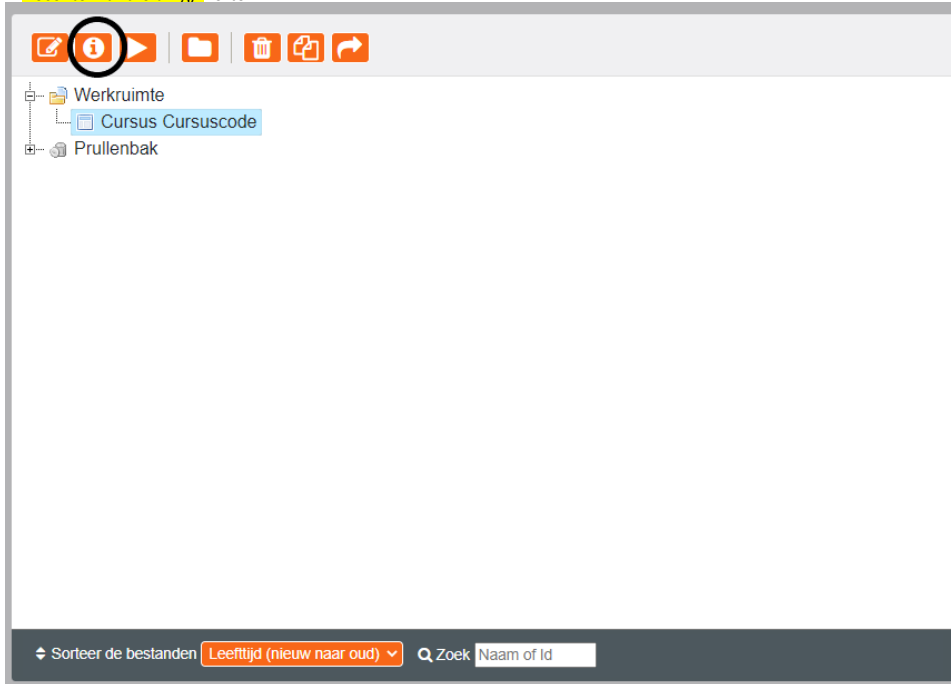 Werkruimte
Cursus Cursuscode
Prullenbak
Sorteer de bestanden Leeftijd (nieuw naar oud) Zoek Naam of Id